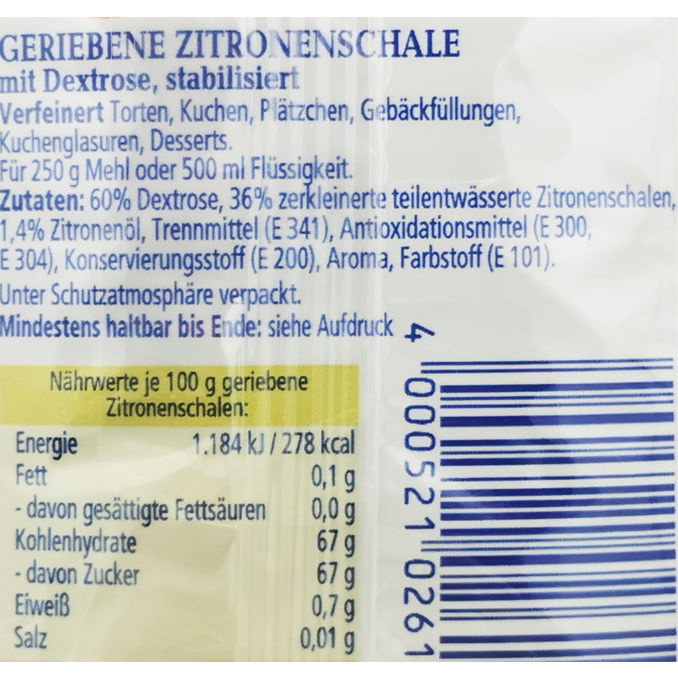 GERIEBENE ZITRONENSCHALE
mit Dextrose, stabilisiert
Verfeinert Torten, Kuchen, Plätzchen, Gebäckfüllungen,
Kuchenglasuren, Desserts.
Für 250 g Mehl oder 500 ml Flüssigkeit.
Zutaten: 60% Dextrose, 36% zerkleinerte teilentwässerte Zitronenschalen,
1,4% Zitronenöl, Trennmittel (E 341), Antioxidationsmittel (E 300,
E 304), Konservierungsstoff (E 200), Aroma, Farbstoff (E 101).
Unter Schutzatmosphäre verpackt.
Mindestens haltbar bis Ende: siehe Aufdruck
Nährwerte je 100 g geriebene
Zitronenschalen:
Energie 1.184 kJ / 278 kcal
Fett 0,1 g
- davon gesättigte Fettsäuren 0,0 g
Kohlenhydrate 67 g
- davon Zucker 67 g
Eiweiß 0,7 g
Salz 0,01 g
4 000521 0261